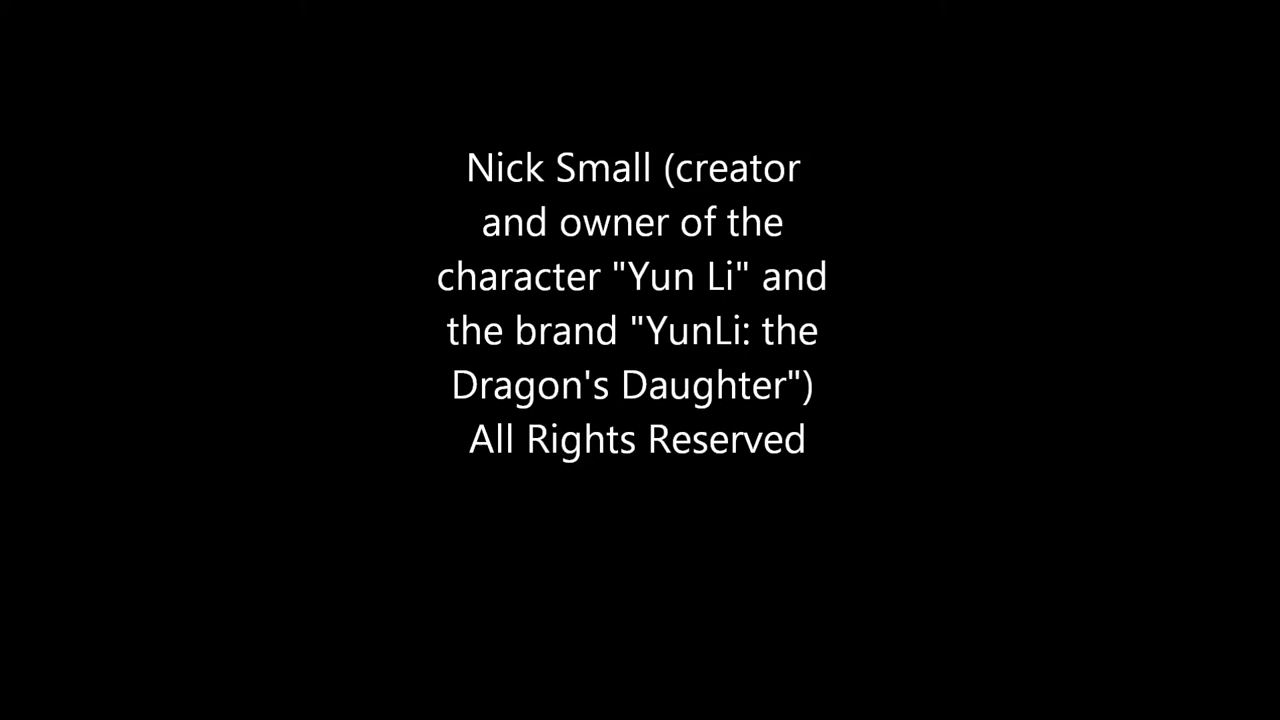 Nick Small (creator
and owner of the
character "Yun Li" and
the brand "YunLi: the
Dragon's Daughter")
All Rights Reserved